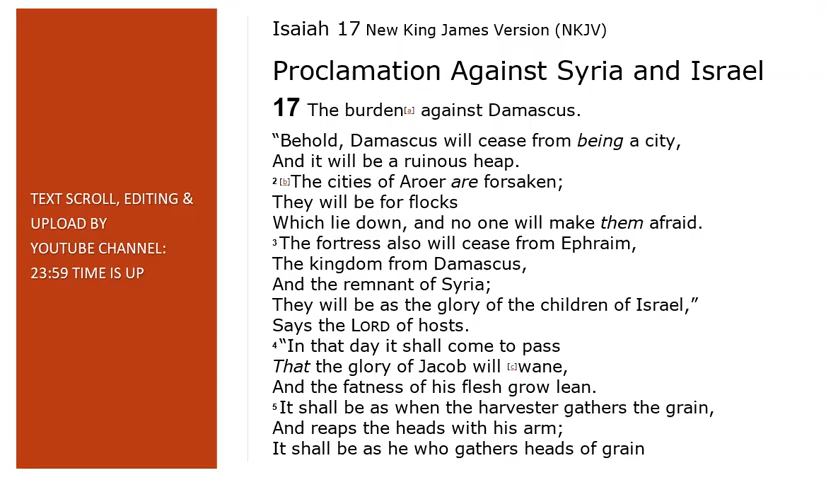 TEXT SCROLL, EDITING &
UPLOAD BY
YOUTUBE CHANNEL:
23:59 TIME IS UP
Isaiah 17 New King James Version (NKJV)
Proclamation Against Syria and Israel
17 The burden[a] against Damascus.
“Behold, Damascus will cease from being a city,
And it will be a ruinous heap.
2 [b]The cities of Aroer are forsaken;
They will be for flocks
Which lie down, and no one will make them afraid.
3 The fortress also will cease from Ephraim,
The kingdom from Damascus,
And the remnant of Syria;
They will be as the glory of the children of Israel,”
Says the LORD of hosts.
4 “In that day it shall come to pass
That the glory of Jacob will [c]wane,
And the fatness of his flesh grow lean.
5 It shall be as when the harvester gathers the grain,
And reaps the heads with his arm;
It shall be as he who gathers heads of grain